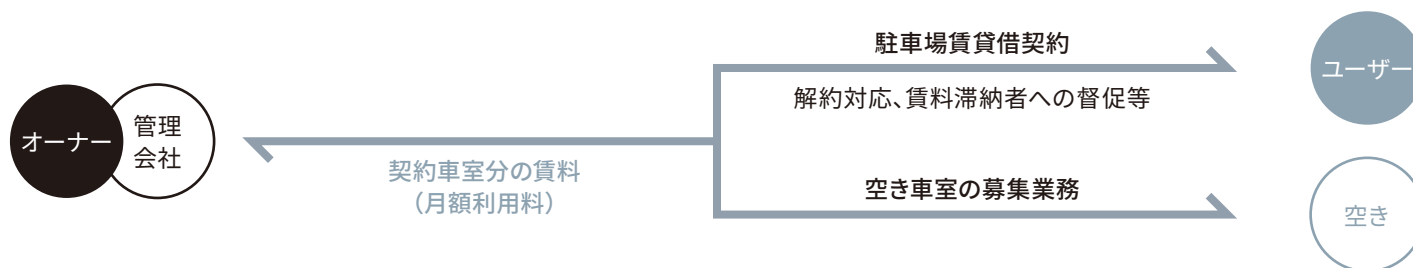 オーナー
管理
会社
契約車室分の賃料
（月額利用料）
駐車場賃貸借契約
解約対応、賃料滞納者への督促等
空き車室の募集業務
ユーザー
空き